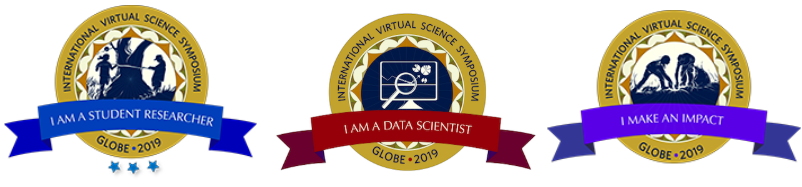 INTERNATIONAL VIRTUAL SCIENCE SYMPOSIUM
I AM A STUDENT RESEARCHER
GLOBE • 2019
INTERNATIONAL VIRTUAL SCIENCE SYMPOSIUM
I AM A DATA SCIENTIST
GLOBE • 2019
INTERNATIONAL VIRTUAL SCIENCE SYMPOSIUM
I MAKE AN IMPACT
GLOBE • 2019